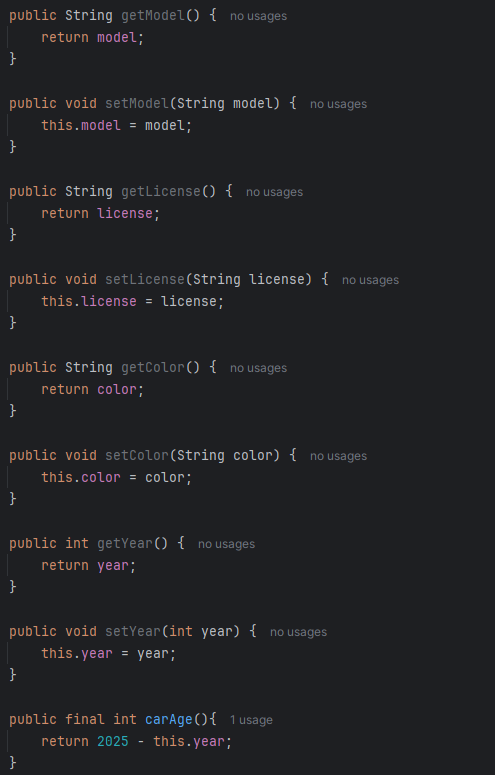 public String getModel() { no usages
    return model;
}
public void setModel(String model) { no usages
    this.model = model;
}
public String getLicense() { no usages
    return license;
}
public void setLicense(String license) { no usages
    this.license = license;
}
public String getColor() { no usages
    return color;
}
public void setColor(String color) { no usages
    this.color = color;
}
public int getYear() { no usages
    return year;
}
public void setYear(int year) { no usages
    this.year = year;
}
public final int carAge(){ 1 usage
    return 2025 - this.year;
}